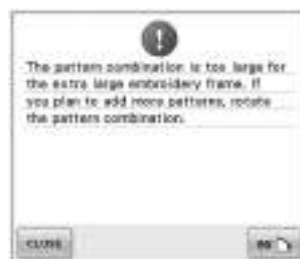 The pattern combination is too large for
the extra large embroidery frame. If
you plan to add more patterns, rotate
the pattern combination.
CLOSE
90